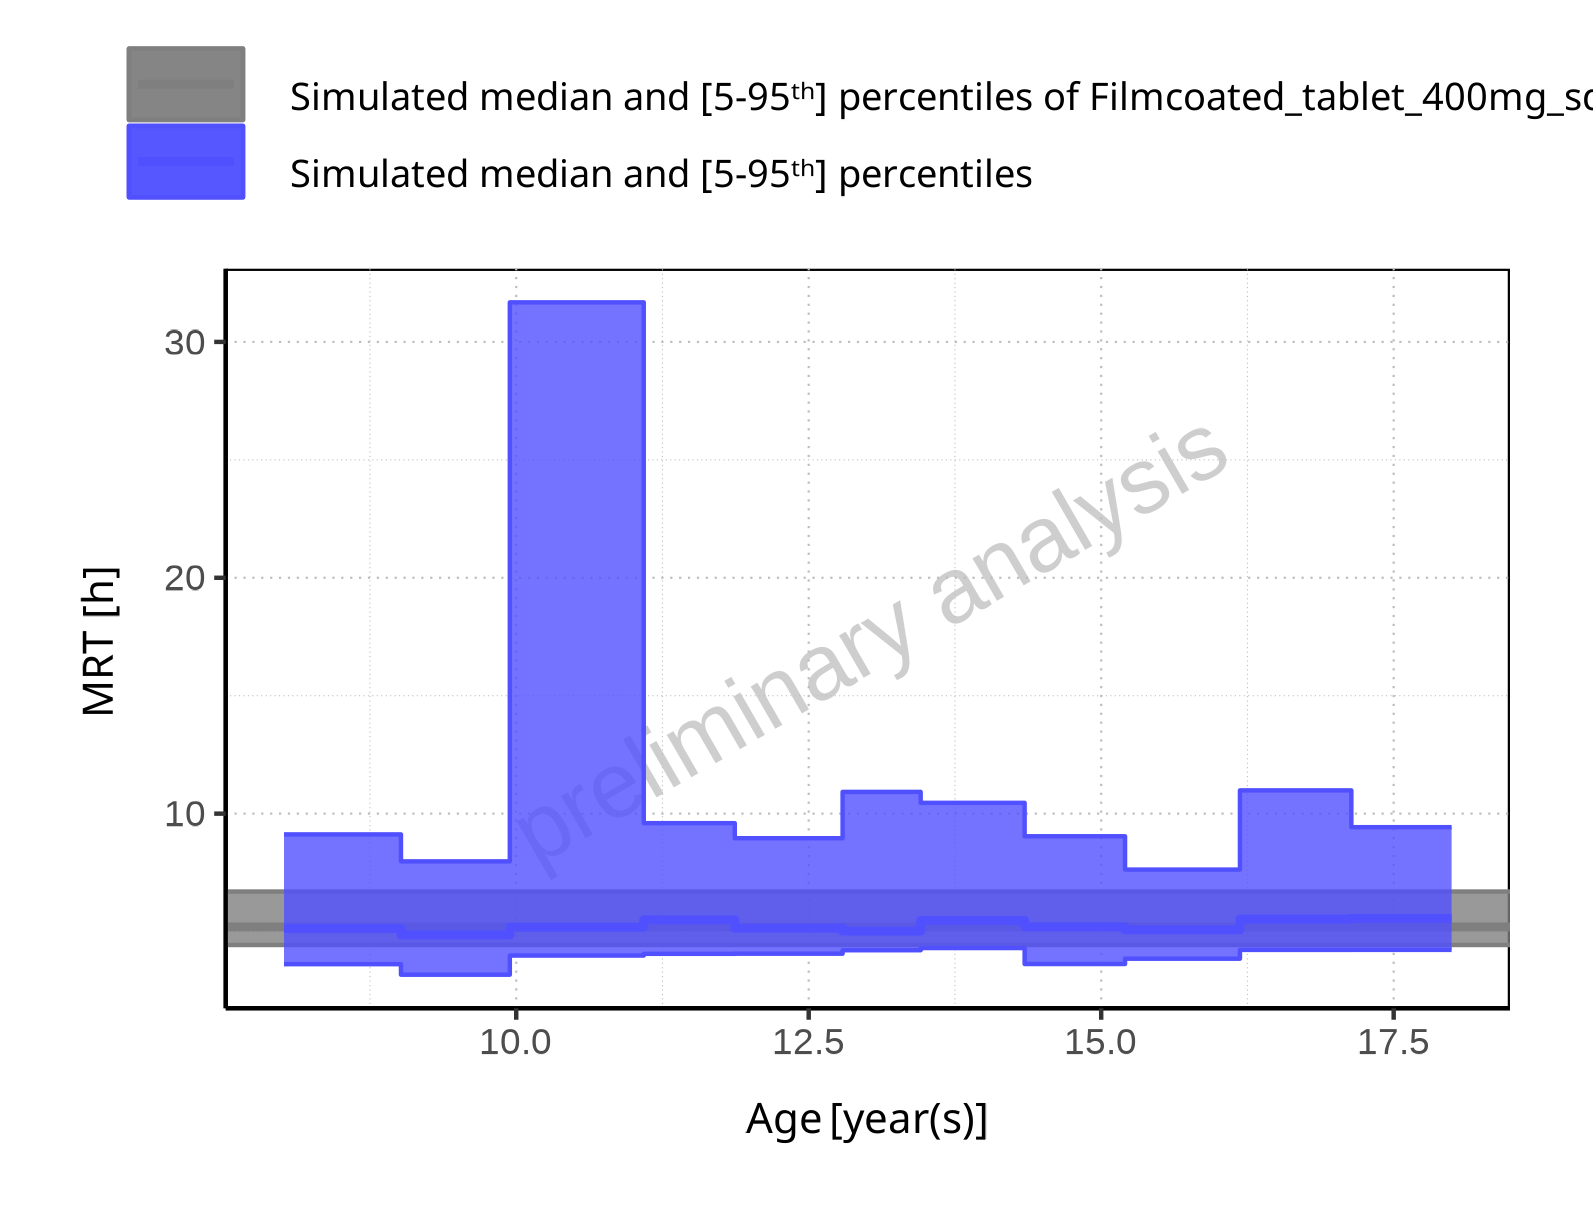 Simulated median and [5-95ᵗʰ] percentiles of Filmcoated_tablet_400mg_
Simulated median and [5-95ᵗʰ] percentiles
30
20
10
MRT [h]
preliminary analysis
10.0 12.5 15.0 17.5
Age [year(s)]